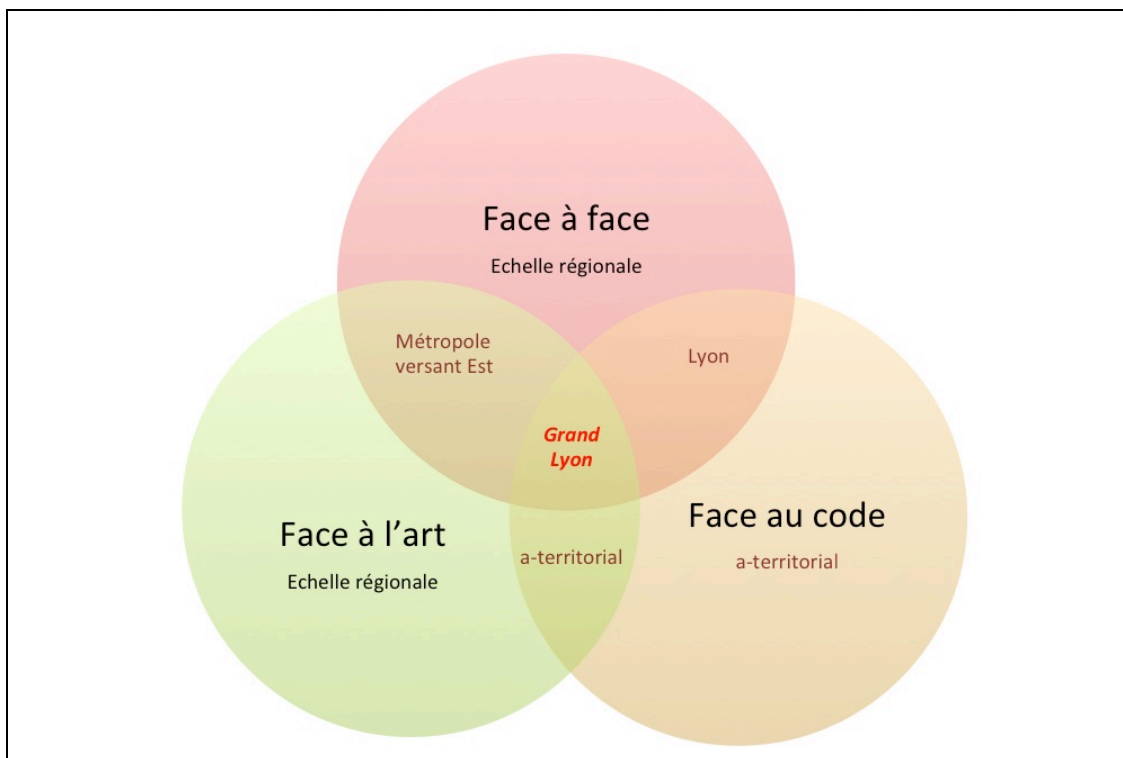 Face à face
Echelle régionale
Métropole
versant Est
Lyon
Grand
Lyon
Face à l’art
Echelle régionale
a-territorial
Face au code
a-territorial